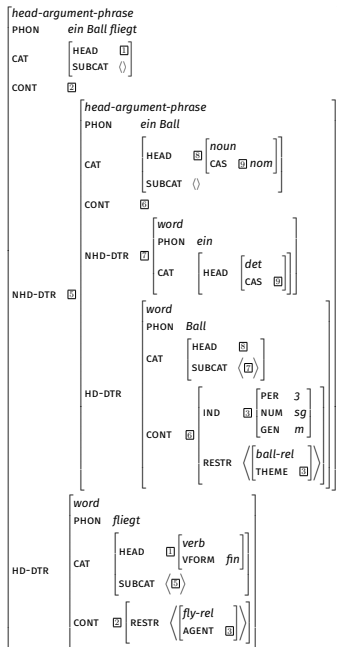 head-argument-phrase
PHON ein Ball fliegt
CAT HEAD 1
SUBCAT ⟨⟩
CONT 2
head-argument-phrase
PHON ein Ball
CAT HEAD 8 noun
CAS 9 nom
SUBCAT ⟨⟩
CONT 6
NHD-DTR 5
NHD-DTR 7 word
PHON ein
CAT HEAD det
CAS 9
HD-DTR word
PHON Ball
CAT HEAD 8
SUBCAT ⟨7⟩
CONT 6 IND 3 PER 3
NUM sg
GEN m
RESTR ⟨ball-rel
THEME 3⟩
HD-DTR word
PHON fliegt
CAT HEAD 1 verb
VFORM fin
SUBCAT ⟨5⟩
CONT 2 RESTR ⟨fly-rel
AGENT 3⟩